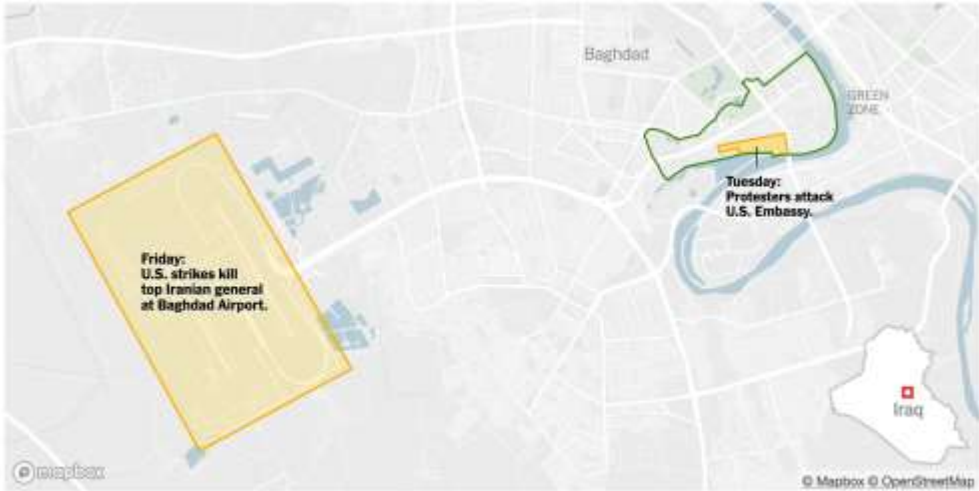 Baghdad
GREEN
ZONE
Tuesday:
Protesters attack
U.S. Embassy.
Friday:
U.S. strikes kill
top Iranian general
at Baghdad Airport.
Iraq
mapbox
© Mapbox © OpenStreetMap